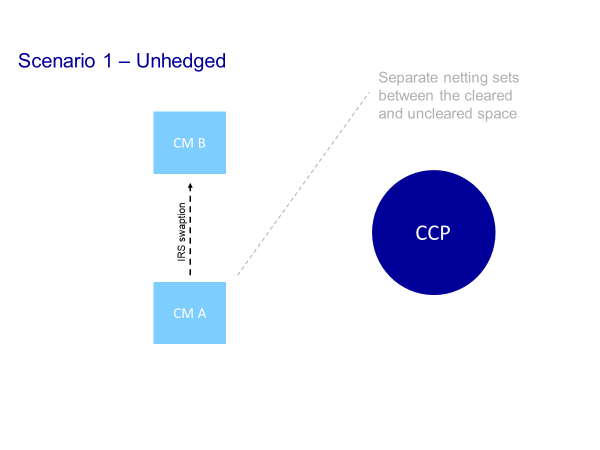 Scenario 1 – Unhedged
Separate netting sets
between the cleared
and uncleared space
CM B
IRS swaption
CCP
CM A